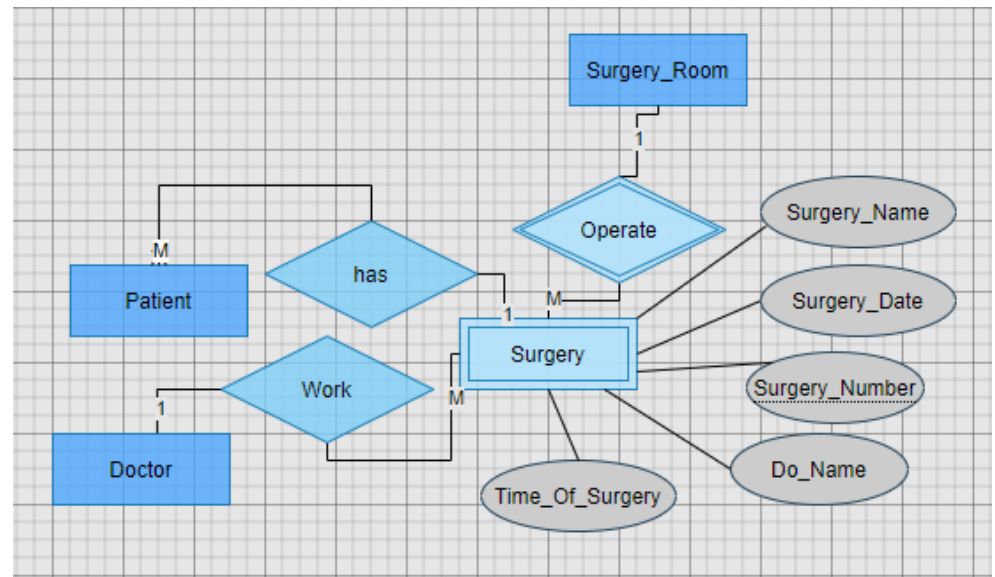 Surgery_Room
1
Operate
Surgery_Name
M
has
Patient
M
1
Surgery_Date
Surgery
Work
M
1
Surgery_Number
Doctor
Do_Name
Time_Of_Surgery